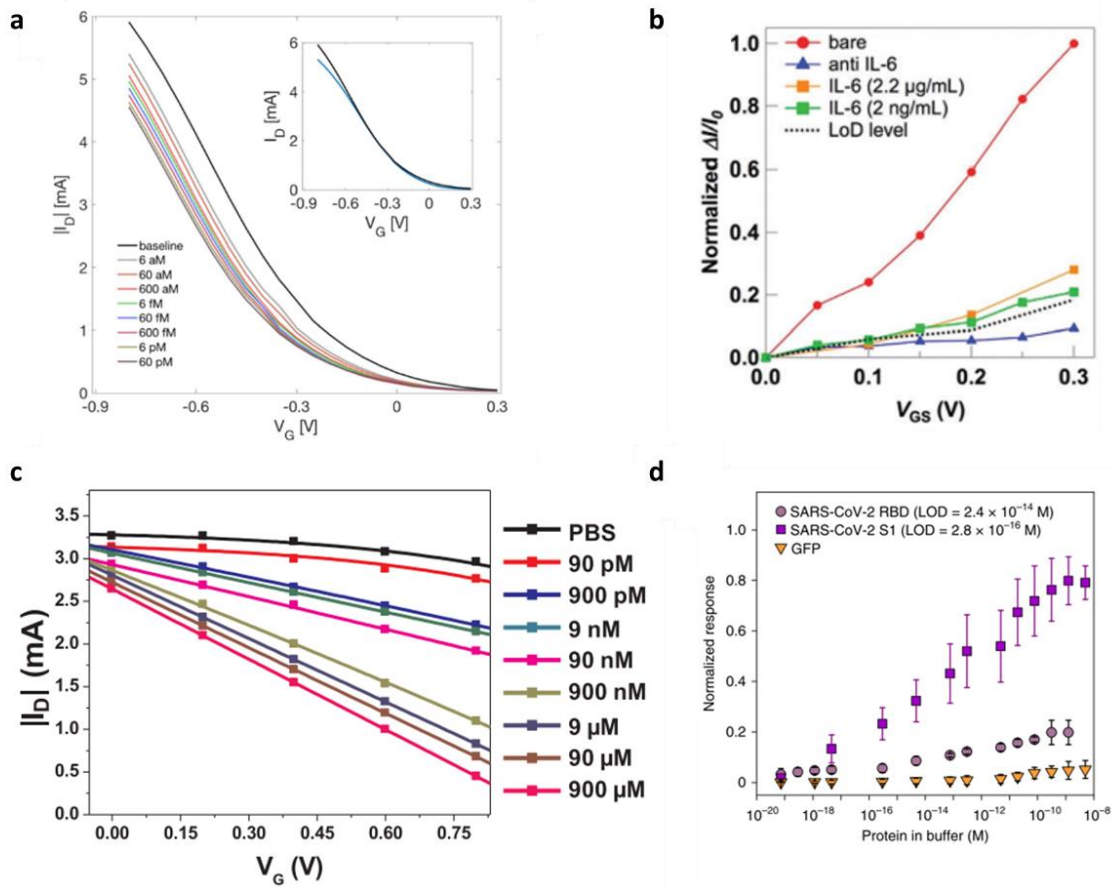 a
6
5
4
3
2
1
0
|I_D| [mA]
-0.9
-0.6
-0.3
0
0.3
V_G [V]
baseline
6 aM
60 aM
600 aM
6 fM
60 fM
600 fM
6 pM
60 pM
6
4
2
0
I_D [mA]
-0.9
-0.6
-0.3
0
0.3
V_G [V]
b
1.0
0.8
0.6
0.4
0.2
0.0
Normalized ΔI/I_0
bare
anti IL-6
IL-6 (2.2 µg/mL)
IL-6 (2 ng/mL)
LoD level
0.0
0.1
0.2
0.3
V_GS (V)
c
3.5
3.0
2.5
2.0
1.5
1.0
0.5
0.0
|I_D| (mA)
0.00
0.15
0.30
0.45
0.60
0.75
V_G (V)
PBS
90 pM
900 pM
9 nM
90 nM
900 nM
9 µM
90 µM
900 µM
d
SARS-CoV-2 RBD (LOD = 2.4 × 10⁻¹⁴ M)
SARS-CoV-2 S1 (LOD = 2.8 × 10⁻¹⁶ M)
GFP
1.0
0.8
0.6
0.4
0.2
0
Normalized response
10⁻²⁰
10⁻¹⁸
10⁻¹⁶
10⁻¹⁴
10⁻¹²
10⁻¹⁰
10⁻⁸
Protein in buffer (M)